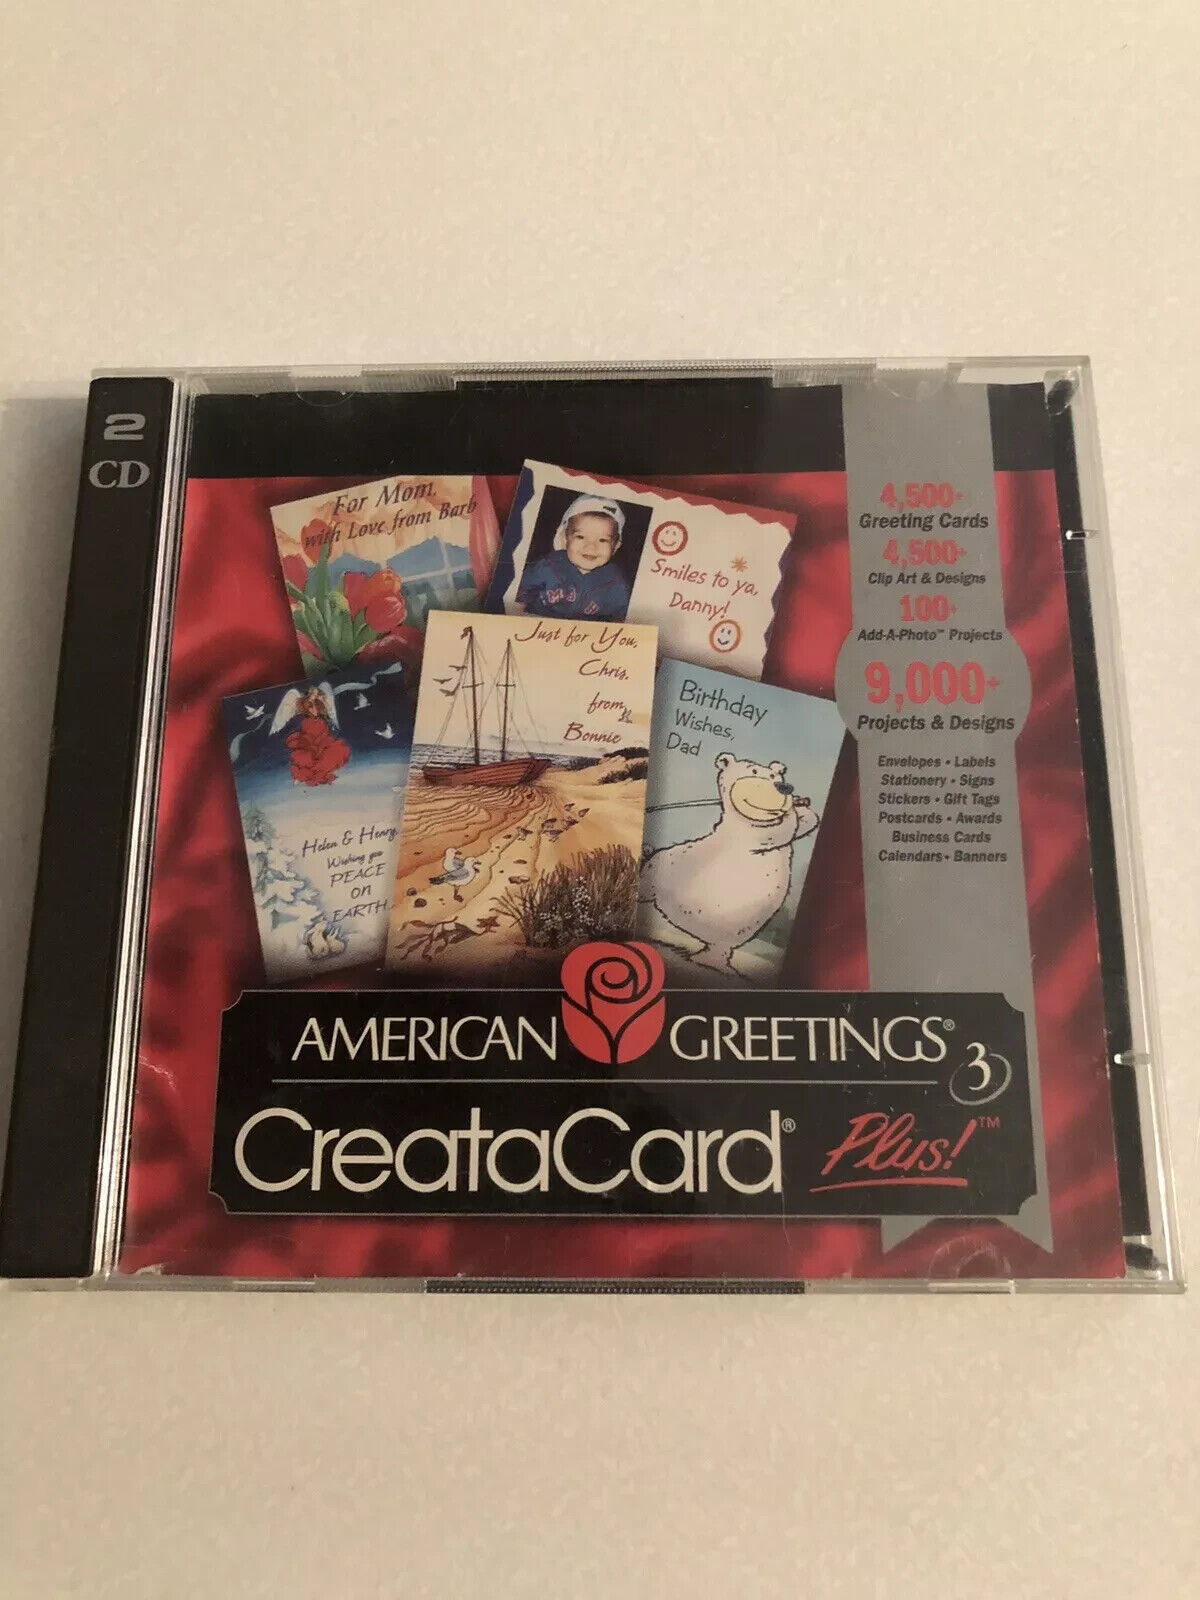 2
CD
For Mom,
with Love from Barb
Smiles to ya,
Danny!
Just for You,
Chris,
from
Bonnie
Birthday
Wishes,
Dad
Helen & Henry,
Wishing you
PEACE
on
EARTH
4,500+
Greeting Cards
4,500+
Clip Art & Designs
100+
Add-A-Photo™ Projects
9,000+
Projects & Designs
Envelopes • Labels
Stationery • Signs
Stickers • Gift Tags
Postcards • Awards
Business Cards
Calendars • Banners
AMERICAN GREETINGS®
3
CreataCard® Plus!™